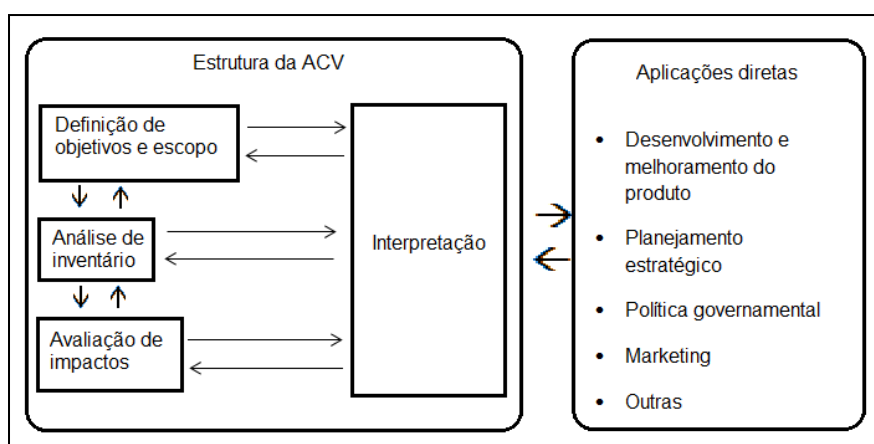 Estrutura da ACV
Definição de
objetivos e escopo
Análise de
inventário
Avaliação de
impactos
Interpretação
Aplicações diretas
• Desenvolvimento e
melhoramento do
produto
• Planejamento
estratégico
• Política governamental
• Marketing
• Outras